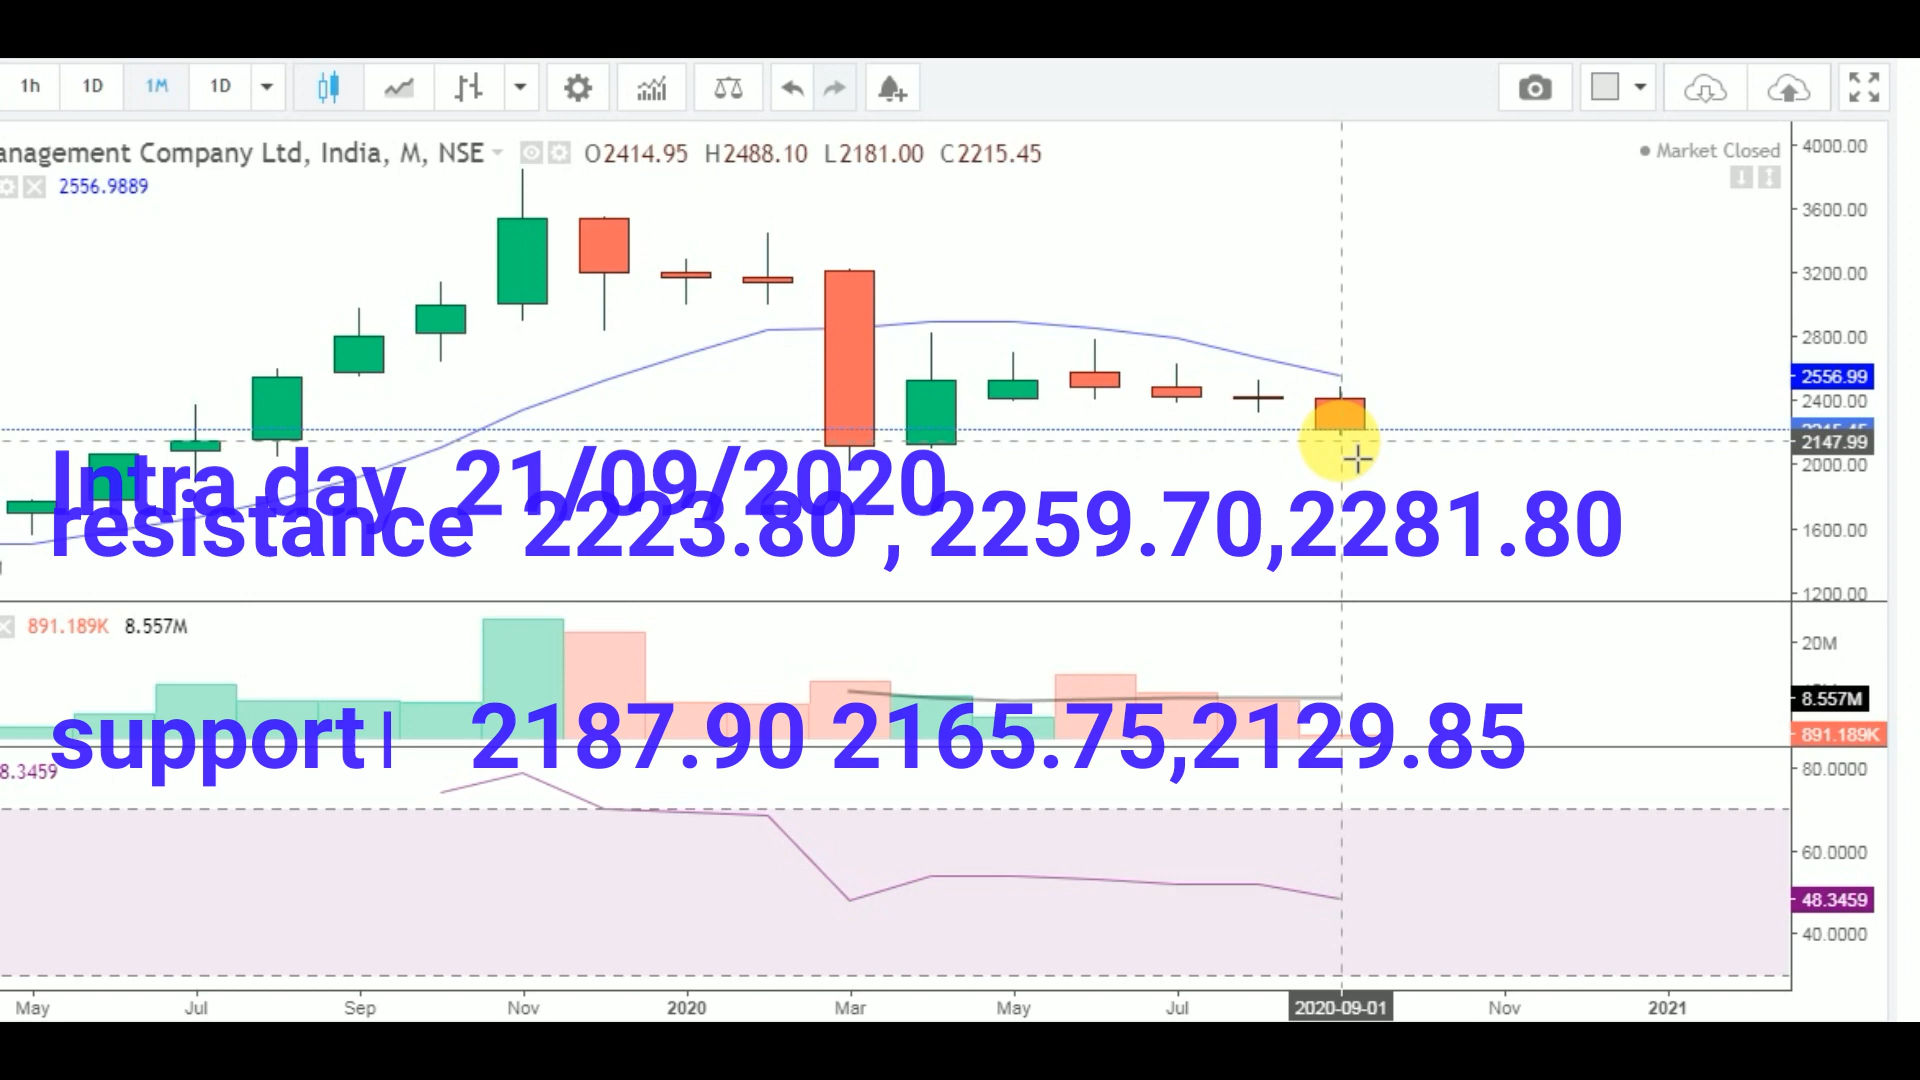 1h 1D 1M 1D
anagement Company Ltd, India, M, NSE O2414.95 H2488.10 L2181.00 C2215.45
Market Closed
2556.9889
4000.00
3600.00
3200.00
2800.00
2556.99
2400.00
2147.99
2000.00
1600.00
1200.00
Intra day 21/09/2020
resistance 2223.80 , 2259.70,2281.80
891.189K 8.557M
20M
8.557M
891.189K
support 2187.90 2165.75,2129.85
8.3459
80.0000
60.0000
48.3459
40.0000
May Jul Sep Nov 2020 Mar May Jul 2020-09-01 Nov 2021